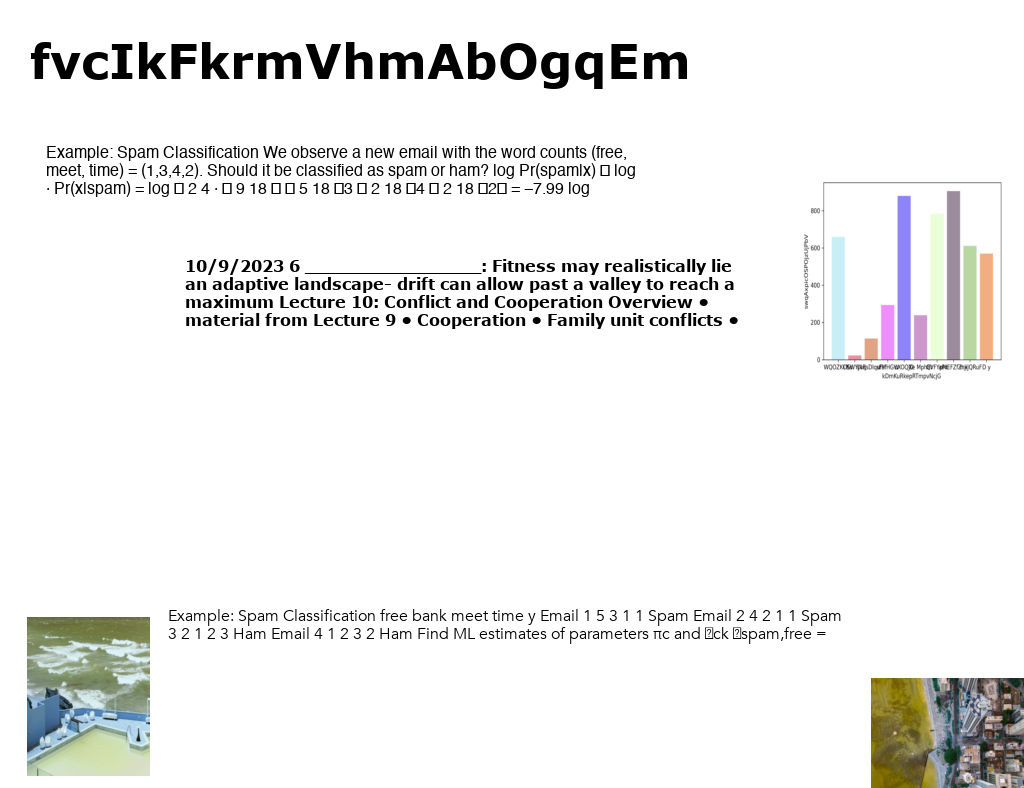 fvcIkFkrmVhmAbOgqEm
Example: Spam Classification We observe a new email with the word counts (free,
meet, time) = (1,3,4,2). Should it be classified as spam or ham? log Pr(spam|x) � log
· Pr(x|spam) = log � 2 4 · � 9 18 � � 5 18 �3 � 2 18 �4 � 2 18 �2� = –7.99 log
10/9/2023 6 ___________________: Fitness may realistically lie
an adaptive landscape– drift can allow past a valley to reach a
maximum Lecture 10: Conflict and Cooperation Overview •
material from Lecture 9 • Cooperation • Family unit conflicts •
800
600
400
200
0
Example: Spam Classification free bank meet time y Email 1 5 3 1 1 Spam Email 2 4 2 1 1 Spam
3 2 1 2 3 Ham Email 4 1 2 3 2 Ham Find ML estimates of parameters πc and �ck �spam,free =